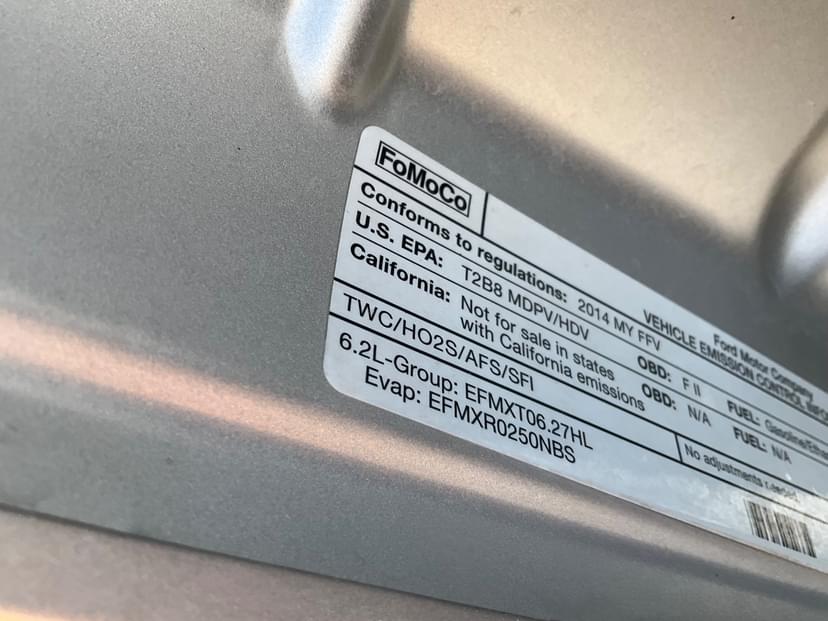 FoMoCo
Ford Motor Company
VEHICLE EMISSION CONTROL
Conforms to regulations: 2014 MY FFV
U.S. EPA: T2B8 MDPV/HDV OBD: F II FUEL: Gasoline/
California: Not for sale in states with California emissions OBD: N/A FUEL: N/A
TWC/HO2S/AFS/SFI
No adjustments needed.
6.2L-Group: EFMXT06.27HL
Evap: EFMXR0250NBS